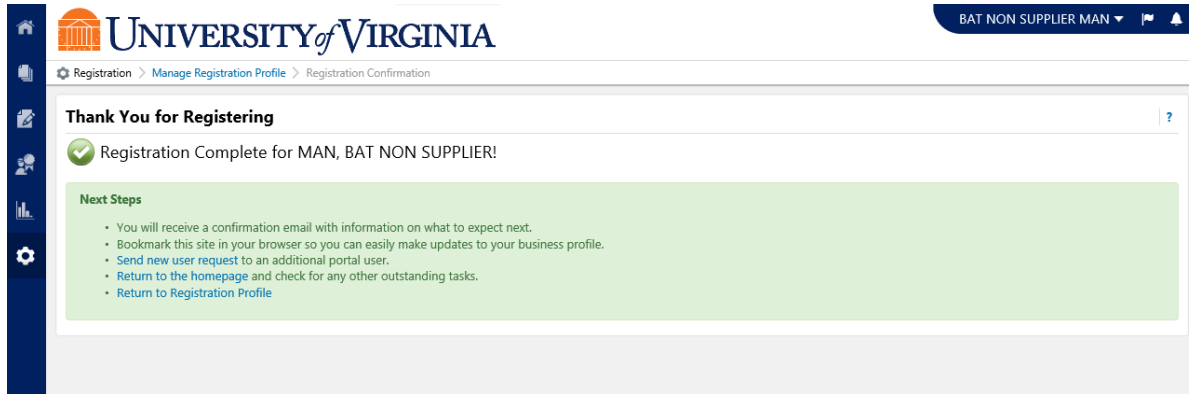 UNIVERSITY of VIRGINIA
BAT NON SUPPLIER MAN
Registration > Manage Registration Profile > Registration Confirmation
Thank You for Registering
?
Registration Complete for MAN, BAT NON SUPPLIER!
Next Steps
• You will receive a confirmation email with information on what to expect next.
• Bookmark this site in your browser so you can easily make updates to your business profile.
• Send new user request to an additional portal user.
• Return to the homepage and check for any other outstanding tasks.
• Return to Registration Profile